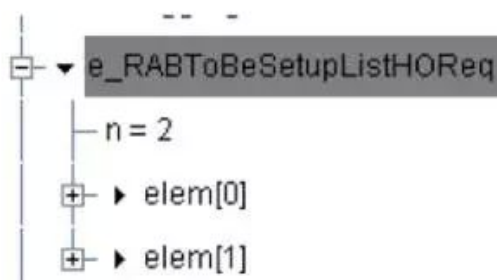 e_RABToBeSetupListHOReq
n = 2
elem[0]
elem[1]